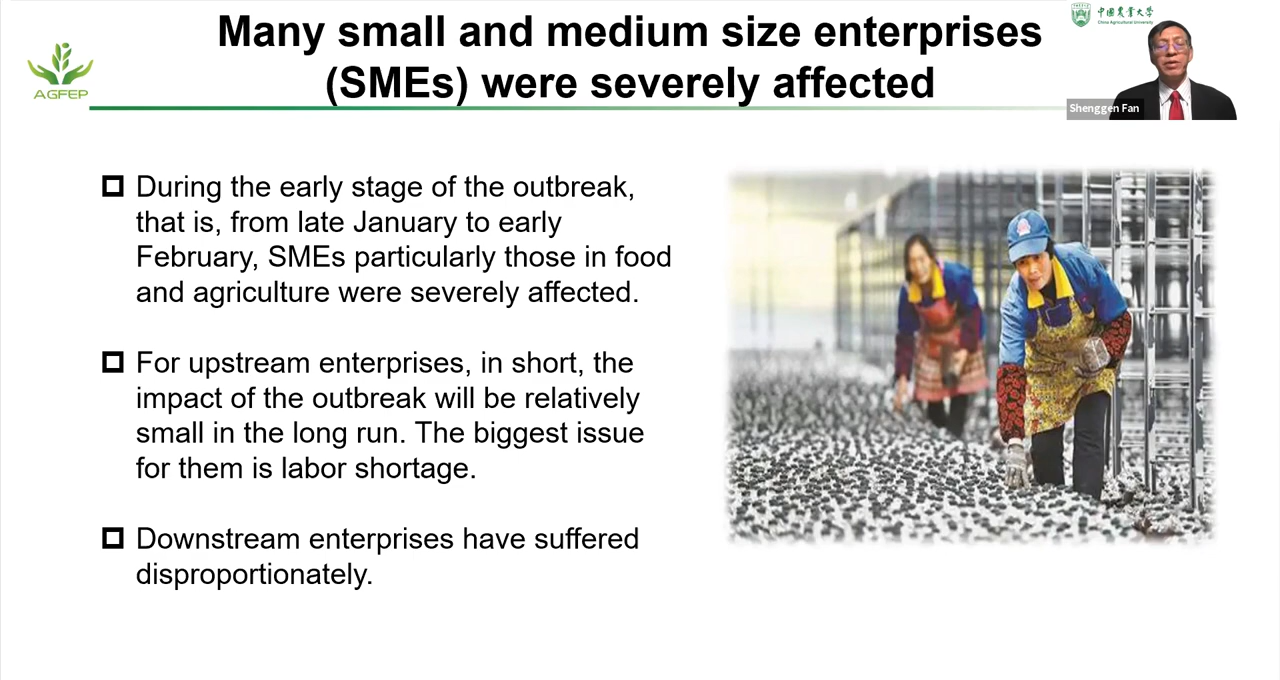 Many small and medium size enterprises
(SMEs) were severely affected
AGFEP
中国农业大学
China Agricultural University
Shenggen Fan
During the early stage of the outbreak,
that is, from late January to early
February, SMEs particularly those in food
and agriculture were severely affected.
For upstream enterprises, in short, the
impact of the outbreak will be relatively
small in the long run. The biggest issue
for them is labor shortage.
Downstream enterprises have suffered
disproportionately.